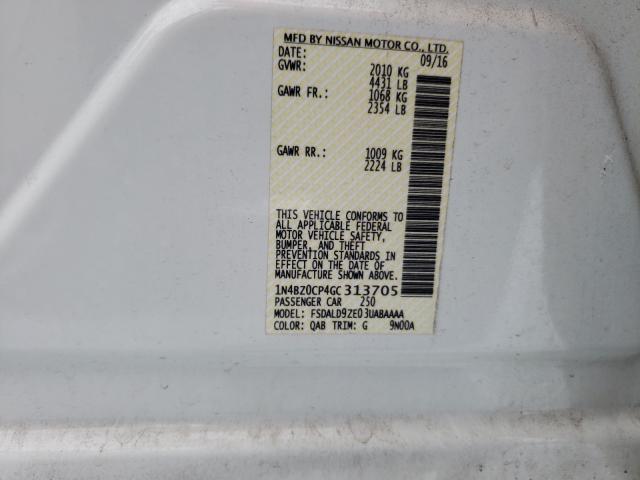 MFD BY NISSAN MOTOR CO., LTD.
DATE: 09/16
GVWR: 2010 KG
4431 LB
GAWR FR.: 1068 KG
2354 LB
GAWR RR.: 1009 KG
2224 LB
THIS VEHICLE CONFORMS TO
ALL APPLICABLE FEDERAL
MOTOR VEHICLE SAFETY,
BUMPER, AND THEFT
PREVENTION STANDARDS IN
EFFECT ON THE DATE OF
MANUFACTURE SHOWN ABOVE.
1N4BZ0CP4GC 313705
PASSENGER CAR 250
MODEL: FSDALD9ZE03UABAAAA
COLOR: QAB TRIM: G 9N00A